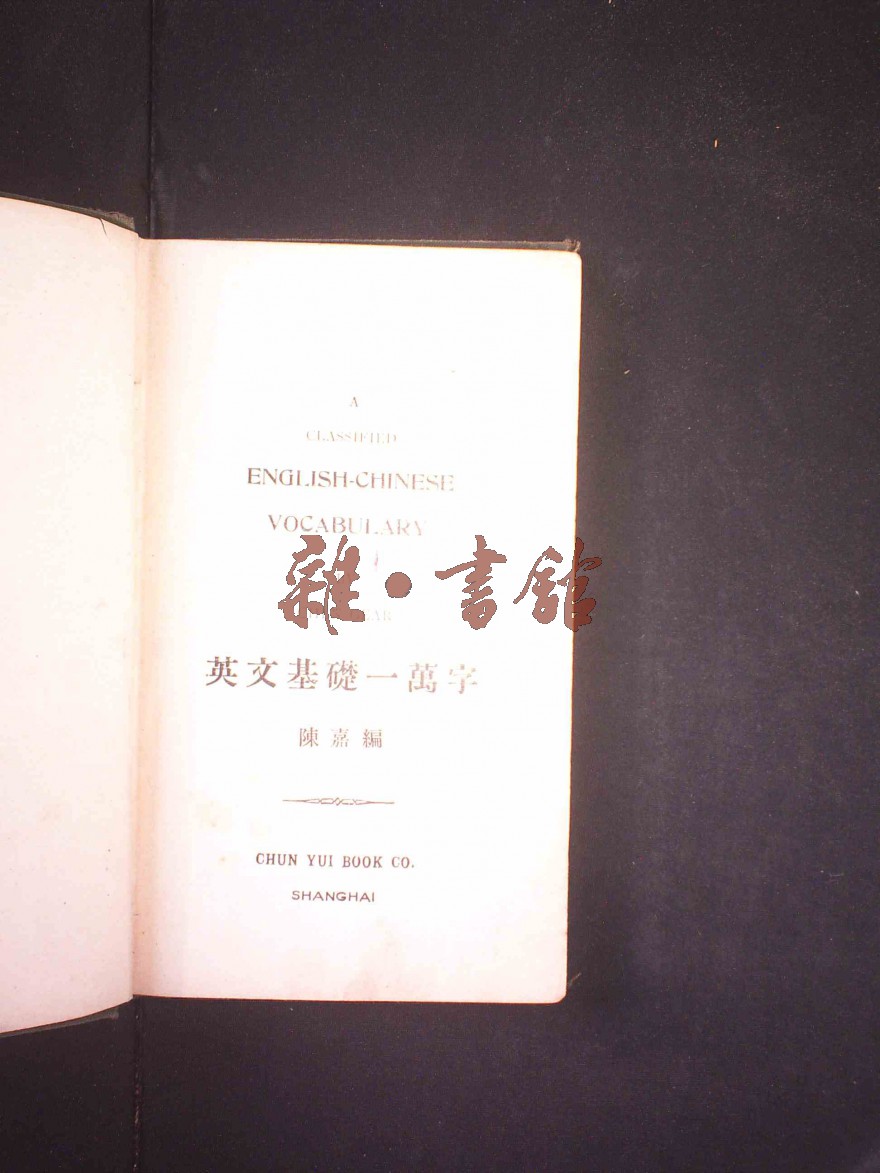 A
CLASSIFIED
ENGLISH-CHINESE
VOCABULARY
雜·書館
英文基礎一萬字
陳嘉編
CHUN YUI BOOK CO.
SHANGHAI